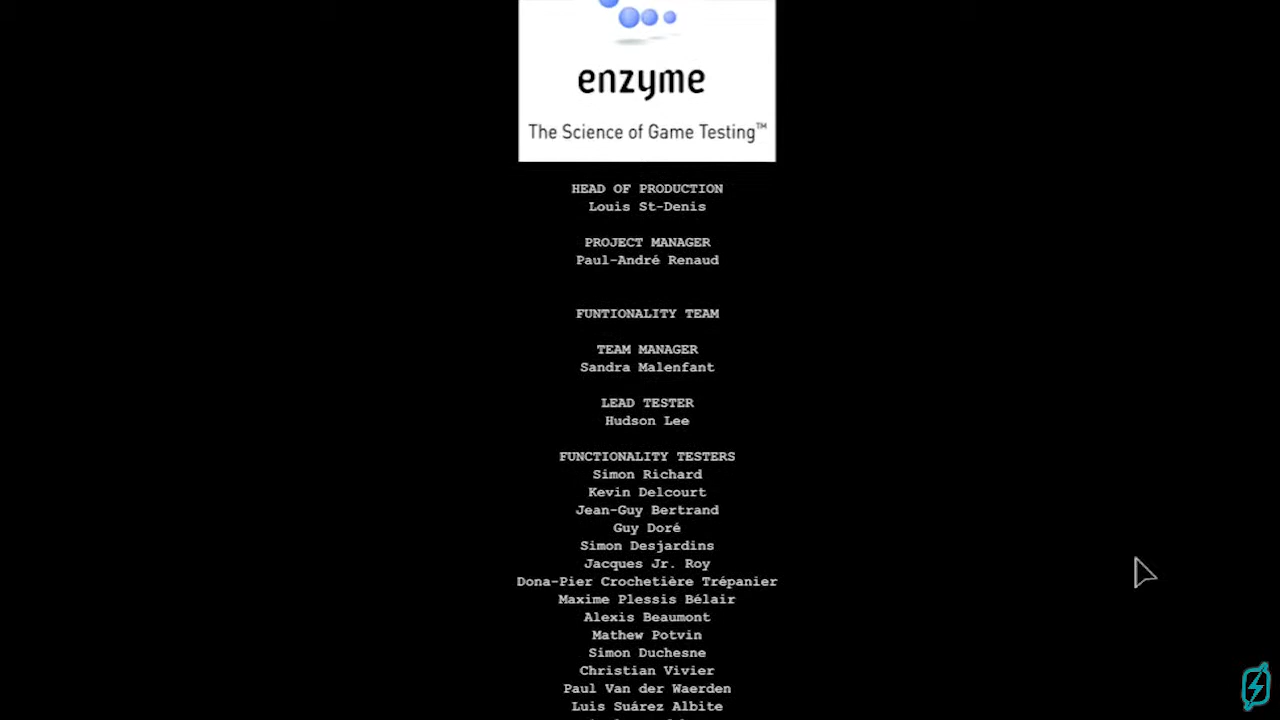 enzyme
The Science of Game Testing™
HEAD OF PRODUCTION
Louis St-Denis
PROJECT MANAGER
Paul-André Renaud
FUNTIONALITY TEAM
TEAM MANAGER
Sandra Malenfant
LEAD TESTER
Hudson Lee
FUNCTIONALITY TESTERS
Simon Richard
Kevin Delcourt
Jean-Guy Bertrand
Guy Doré
Simon Desjardins
Jacques Jr. Roy
Dona-Pier Crochetière Trépanier
Maxime Plessis Bélair
Alexis Beaumont
Mathew Potvin
Simon Duchesne
Christian Vivier
Paul Van der Waerden
Luis Suárez Albite